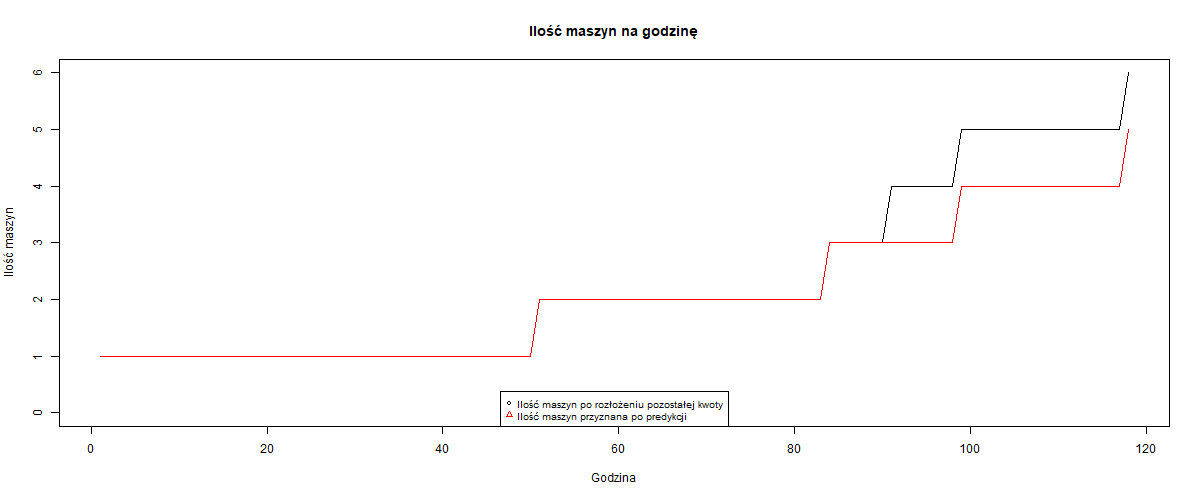 Ilość maszyn na godzinę
Ilość maszyn
6
5
4
3
2
1
0
Ilość maszyn po rozłożeniu pozostałej kwoty
Ilość maszyn przyznana po predykcji
0 20 40 60 80 100 120
Godzina